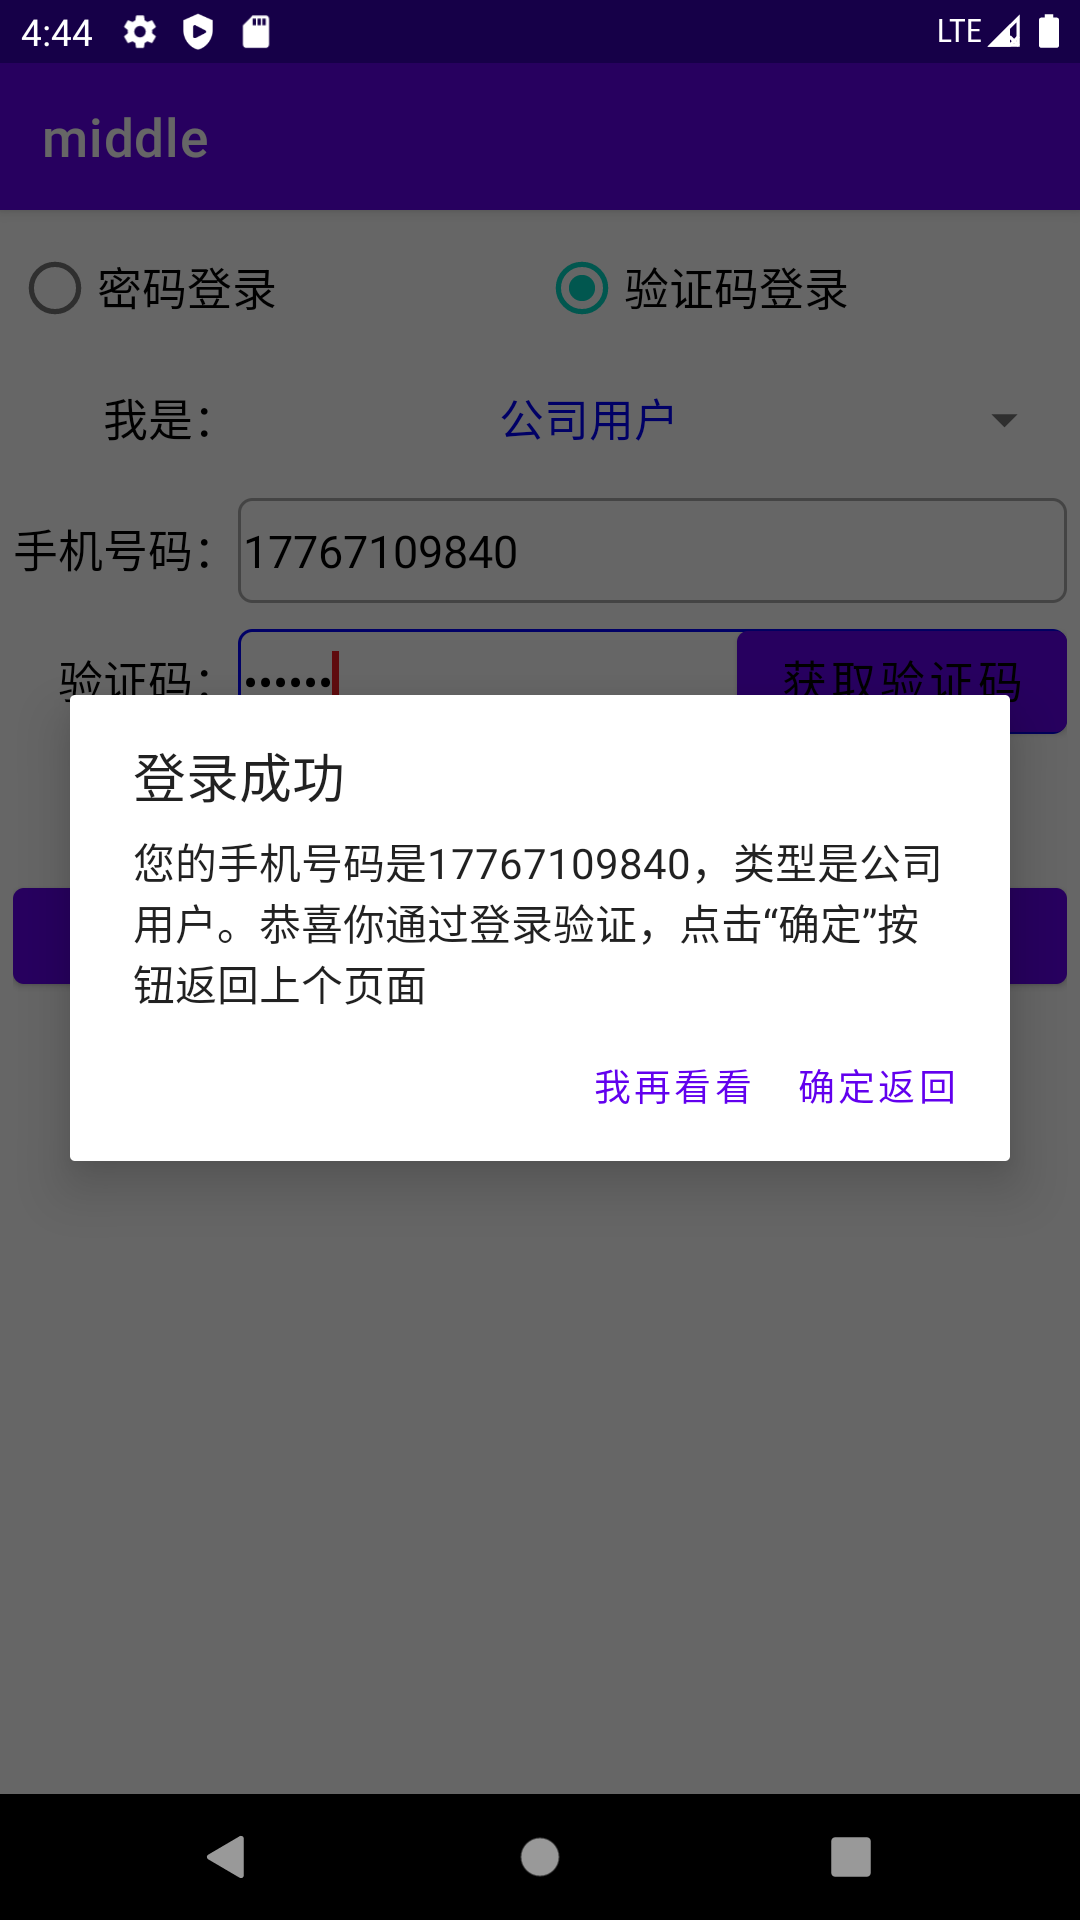 4:44 LTE
middle
密码登录 验证码登录
我是： 公司用户
手机号码： 17767109840
验证码： •••••• 获取验证码
登录成功
您的手机号码是17767109840，类型是公司
用户。恭喜你通过登录验证，点击“确定”按
钮返回上个页面
我再看看 确定返回